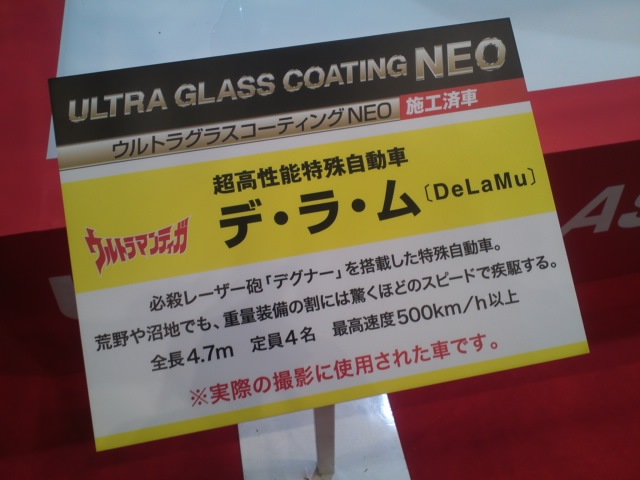 ULTRA GLASS COATING NEO
ウルトラグラスコーティングNEO 施工済車
超高性能特殊自動車
ウルトラマンティガ デ・ラ・ム〔DeLaMu〕
必殺レーザー砲「デグナー」を搭載した特殊自動車。
荒野や沼地でも、重量装備の割には驚くほどのスピードで疾駆する。
全長4.7m 定員4名 最高速度500km/h以上
※実際の撮影に使用された車です。